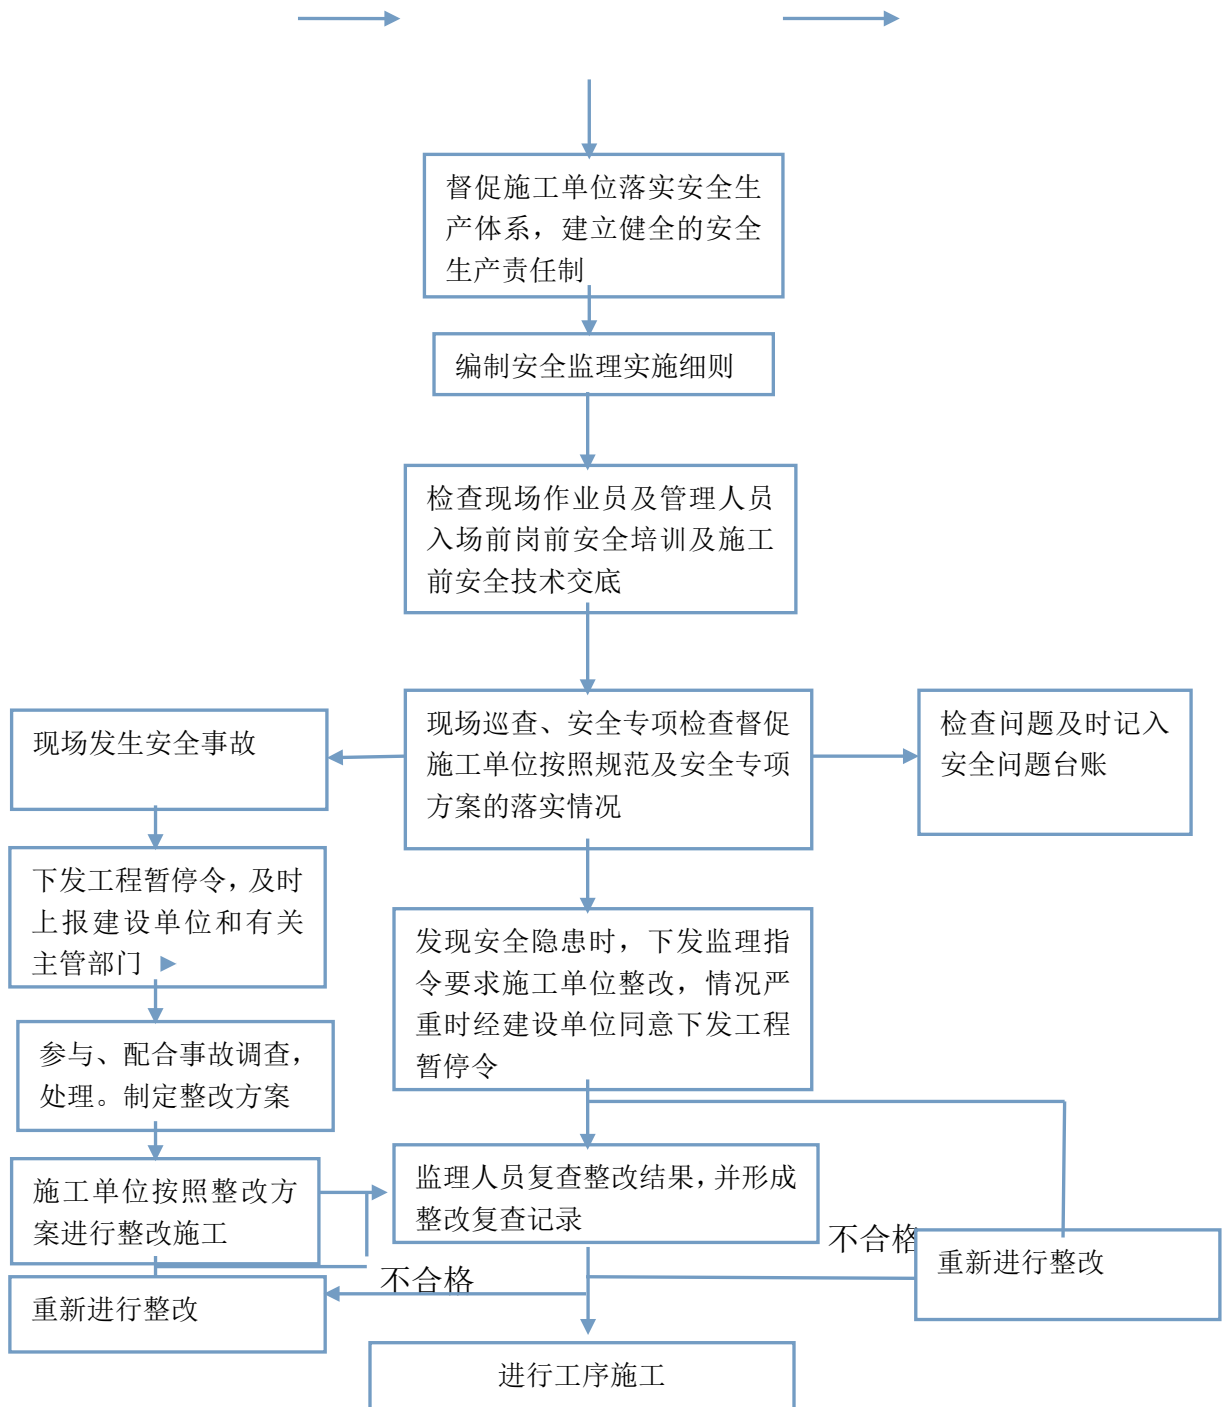 督促施工单位落实安全生
产体系，建立健全的安全
生产责任制
编制安全监理实施细则
检查现场作业员及管理人员
入场前岗前安全培训及施工
前安全技术交底
现场发生安全事故
现场巡查、安全专项检查督促
施工单位按照规范及安全专项
方案的落实情况
检查问题及时记入
安全问题台账
下发工程暂停令，及时
上报建设单位和有关
主管部门
发现安全隐患时，下发监理指
令要求施工单位整改，情况严
重时经建设单位同意下发工程
暂停令
参与、配合事故调查，
处理。制定整改方案
施工单位按照整改方
案进行整改施工
监理人员复查整改结果，并形成
整改复查记录
不合格
重新进行整改
不合格
重新进行整改
进行工序施工